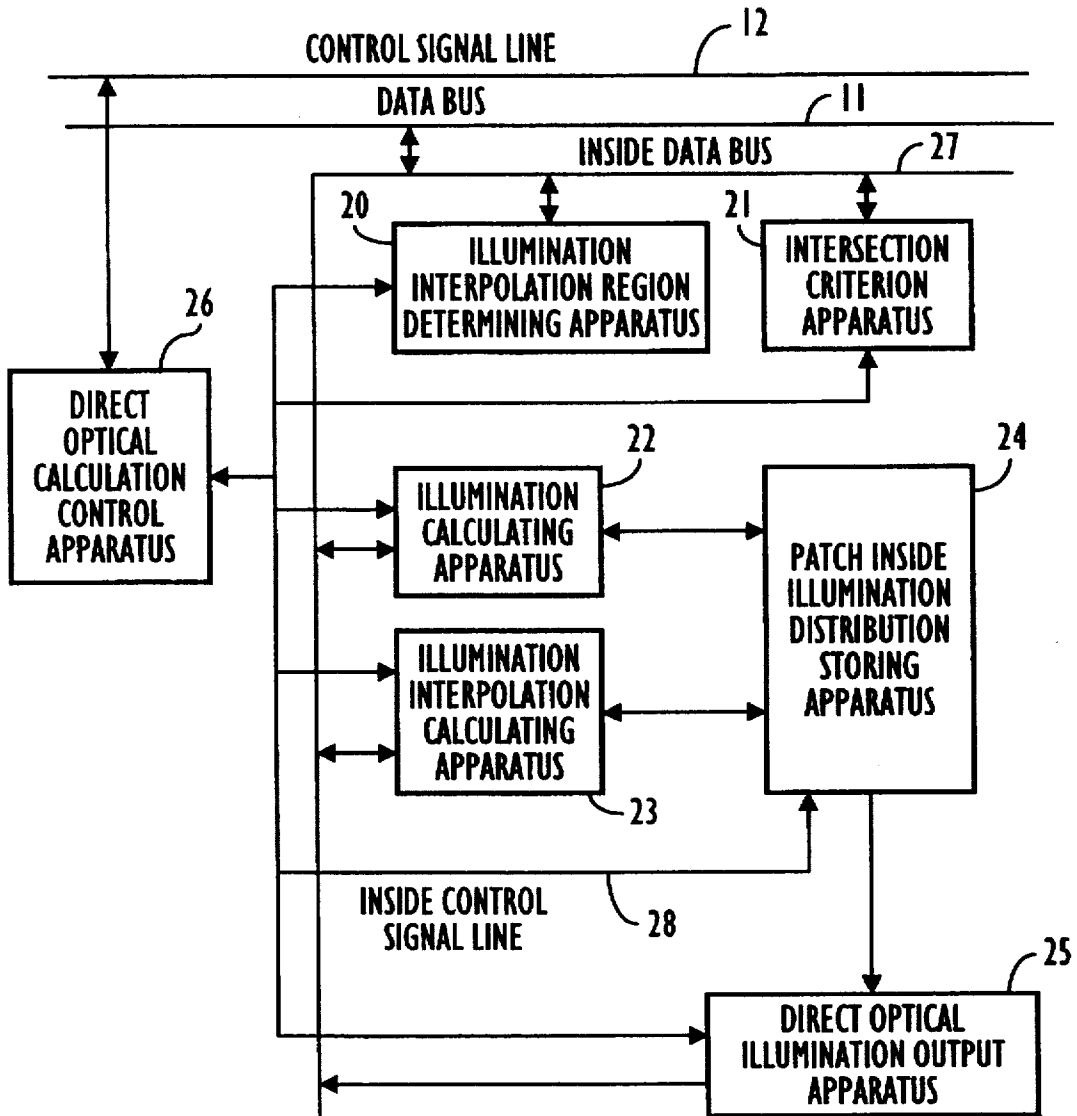 12
CONTROL SIGNAL LINE
DATA BUS
11
INSIDE DATA BUS
27
20
ILLUMINATION
INTERPOLATION REGION
DETERMINING APPARATUS
21
INTERSECTION
CRITERION
APPARATUS
26
DIRECT
OPTICAL
CALCULATION
CONTROL
APPARATUS
22
ILLUMINATION
CALCULATING
APPARATUS
24
PATCH INSIDE
ILLUMINATION
DISTRIBUTION
STORING
APPARATUS
ILLUMINATION
INTERPOLATION
CALCULATING
APPARATUS
23
INSIDE CONTROL
SIGNAL LINE
28
25
DIRECT OPTICAL
ILLUMINATION OUTPUT
APPARATUS